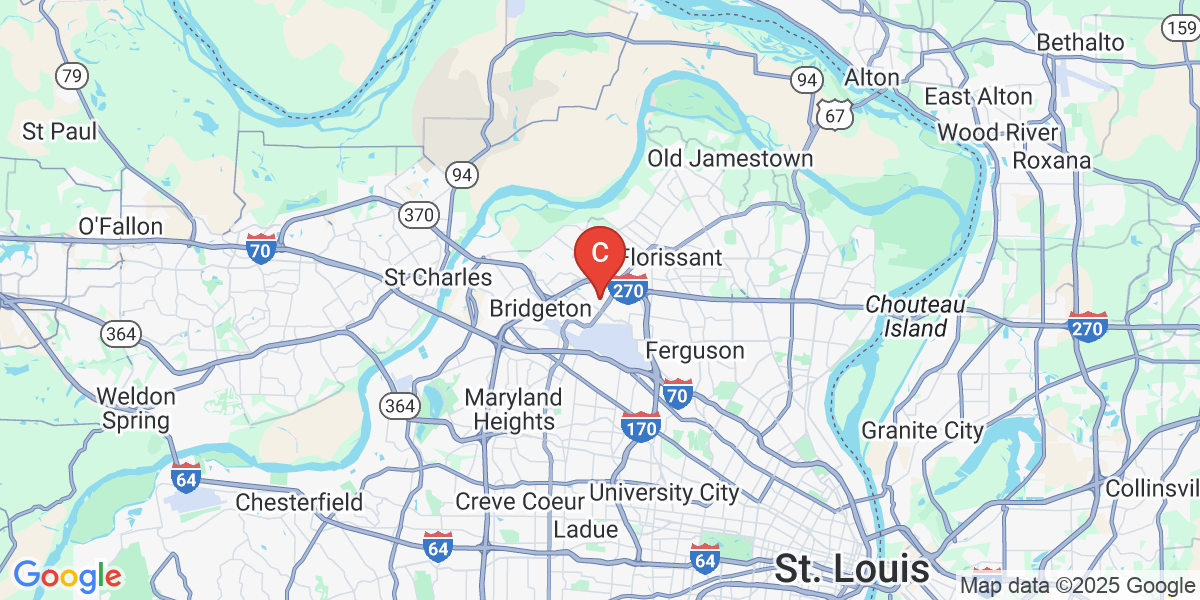 159
Bethalto
79
94
Alton
67
East Alton
St Paul
Wood River
Old Jamestown
Roxana
94
370
O'Fallon
70
C
Florissant
St Charles
270
Bridgeton
Chouteau
Island
364
270
Ferguson
Weldon
Spring
364
Maryland
Heights
70
170
Granite City
64
Chesterfield
Creve Coeur
University City
Collinsvil
Ladue
64
64
St. Louis
Google
Map data ©2025 Google